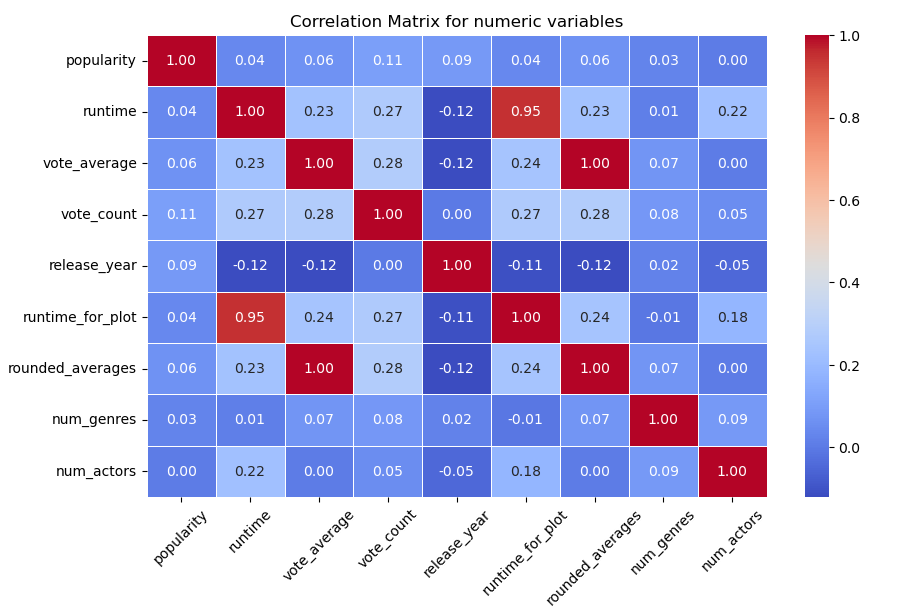 Correlation Matrix for numeric variables
popularity 1.00 0.04 0.06 0.11 0.09 0.04 0.06 0.03 0.00
runtime 0.04 1.00 0.23 0.27 -0.12 0.95 0.23 0.01 0.22
vote_average 0.06 0.23 1.00 0.28 -0.12 0.24 1.00 0.07 0.00
vote_count 0.11 0.27 0.28 1.00 0.00 0.27 0.28 0.08 0.05
release_year 0.09 -0.12 -0.12 0.00 1.00 -0.11 -0.12 0.02 -0.05
runtime_for_plot 0.04 0.95 0.24 0.27 -0.11 1.00 0.24 -0.01 0.18
rounded_averages 0.06 0.23 1.00 0.28 -0.12 0.24 1.00 0.07 0.00
num_genres 0.03 0.01 0.07 0.08 0.02 -0.01 0.07 1.00 0.09
num_actors 0.00 0.22 0.00 0.05 -0.05 0.18 0.00 0.09 1.00
popularity runtime vote_average vote_count release_year runtime_for_plot rounded_averages num_genres num_actors
1.0
0.8
0.6
0.4
0.2
0.0